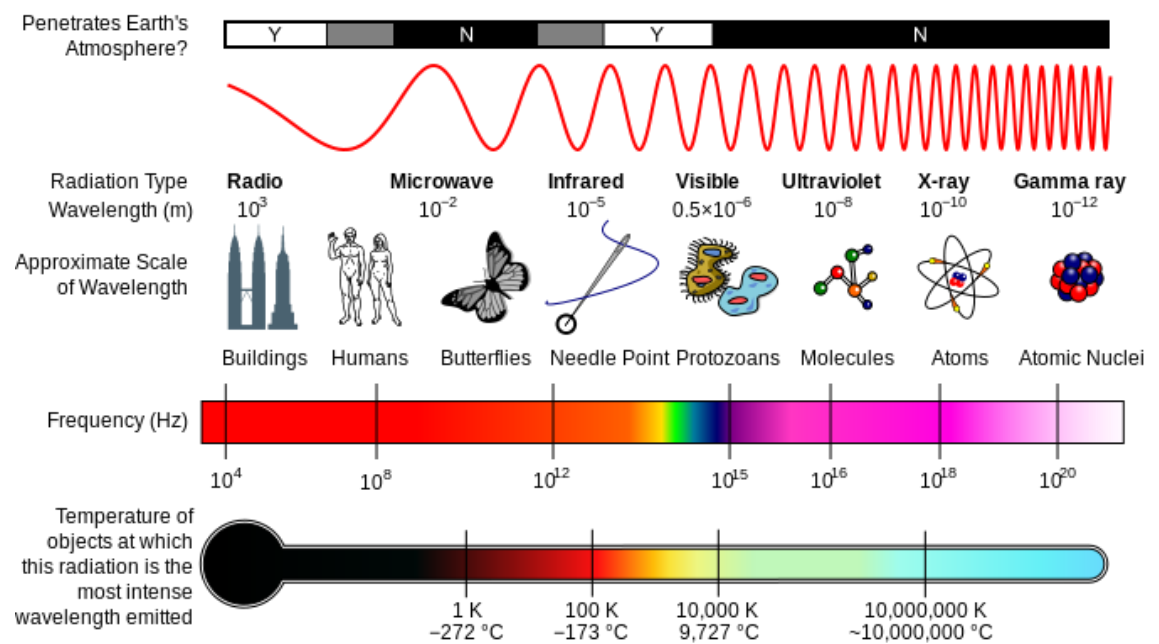 Penetrates Earth's
Atmosphere?
Y N Y N
Radiation Type
Radio Microwave Infrared Visible Ultraviolet X-ray Gamma ray
Wavelength (m)
10³ 10⁻² 10⁻⁵ 0.5×10⁻⁶ 10⁻⁸ 10⁻¹⁰ 10⁻¹²
Approximate Scale
of Wavelength
Buildings Humans Butterflies Needle Point Protozoans Molecules Atoms Atomic Nuclei
Frequency (Hz)
10⁴ 10⁸ 10¹² 10¹⁵ 10¹⁶ 10¹⁸ 10²⁰
Temperature of
objects at which
this radiation is the
most intense
wavelength emitted
1 K 100 K 10,000 K 10,000,000 K
−272 °C −173 °C 9,727 °C ~10,000,000 °C